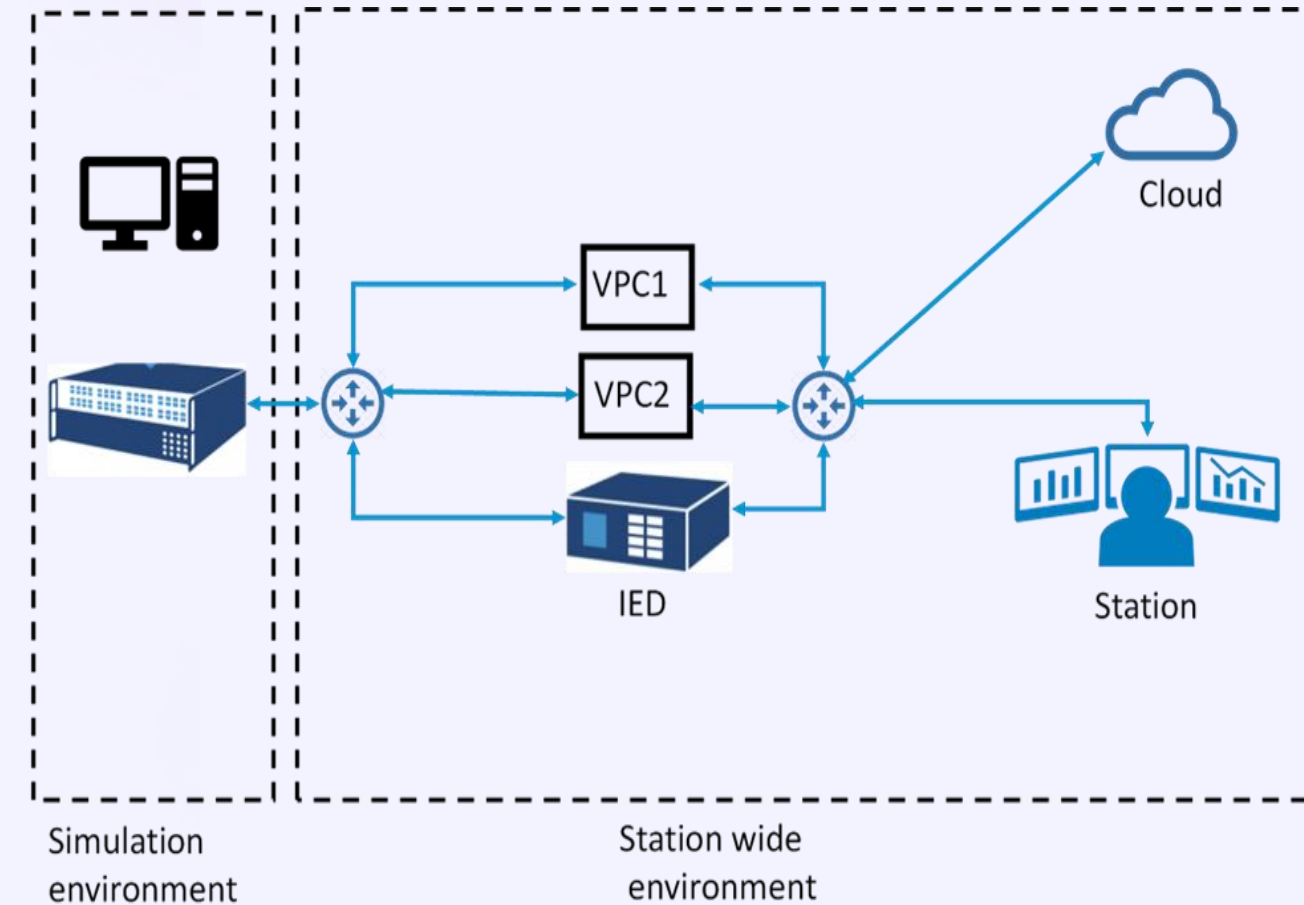 Cloud
VPC1
VPC2
IED
Station
Simulation
environment
Station wide
environment